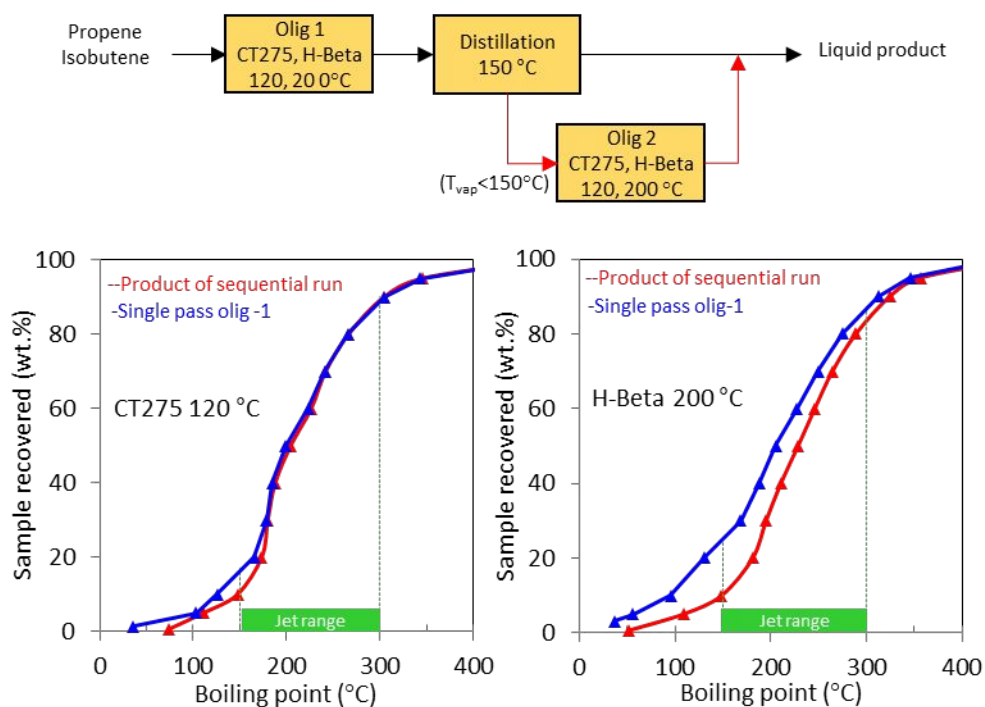 Propene
Isobutene
Olig 1
CT275, H-Beta
120, 20 0°C
Distillation
150 °C
Liquid product
Olig 2
CT275, H-Beta
120, 200 °C
(Tvap<150°C)
100
80
60
40
20
0
Sample recovered (wt.%)
--Product of sequential run
-Single pass olig -1
CT275 120 °C
Jet range
0
100
200
300
400
Boiling point (°C)
100
80
60
40
20
0
Sample recovered (wt.%)
--Product of sequential run
-Single pass olig-1
H-Beta 200 °C
Jet range
0
100
200
300
400
Boiling point (°C)